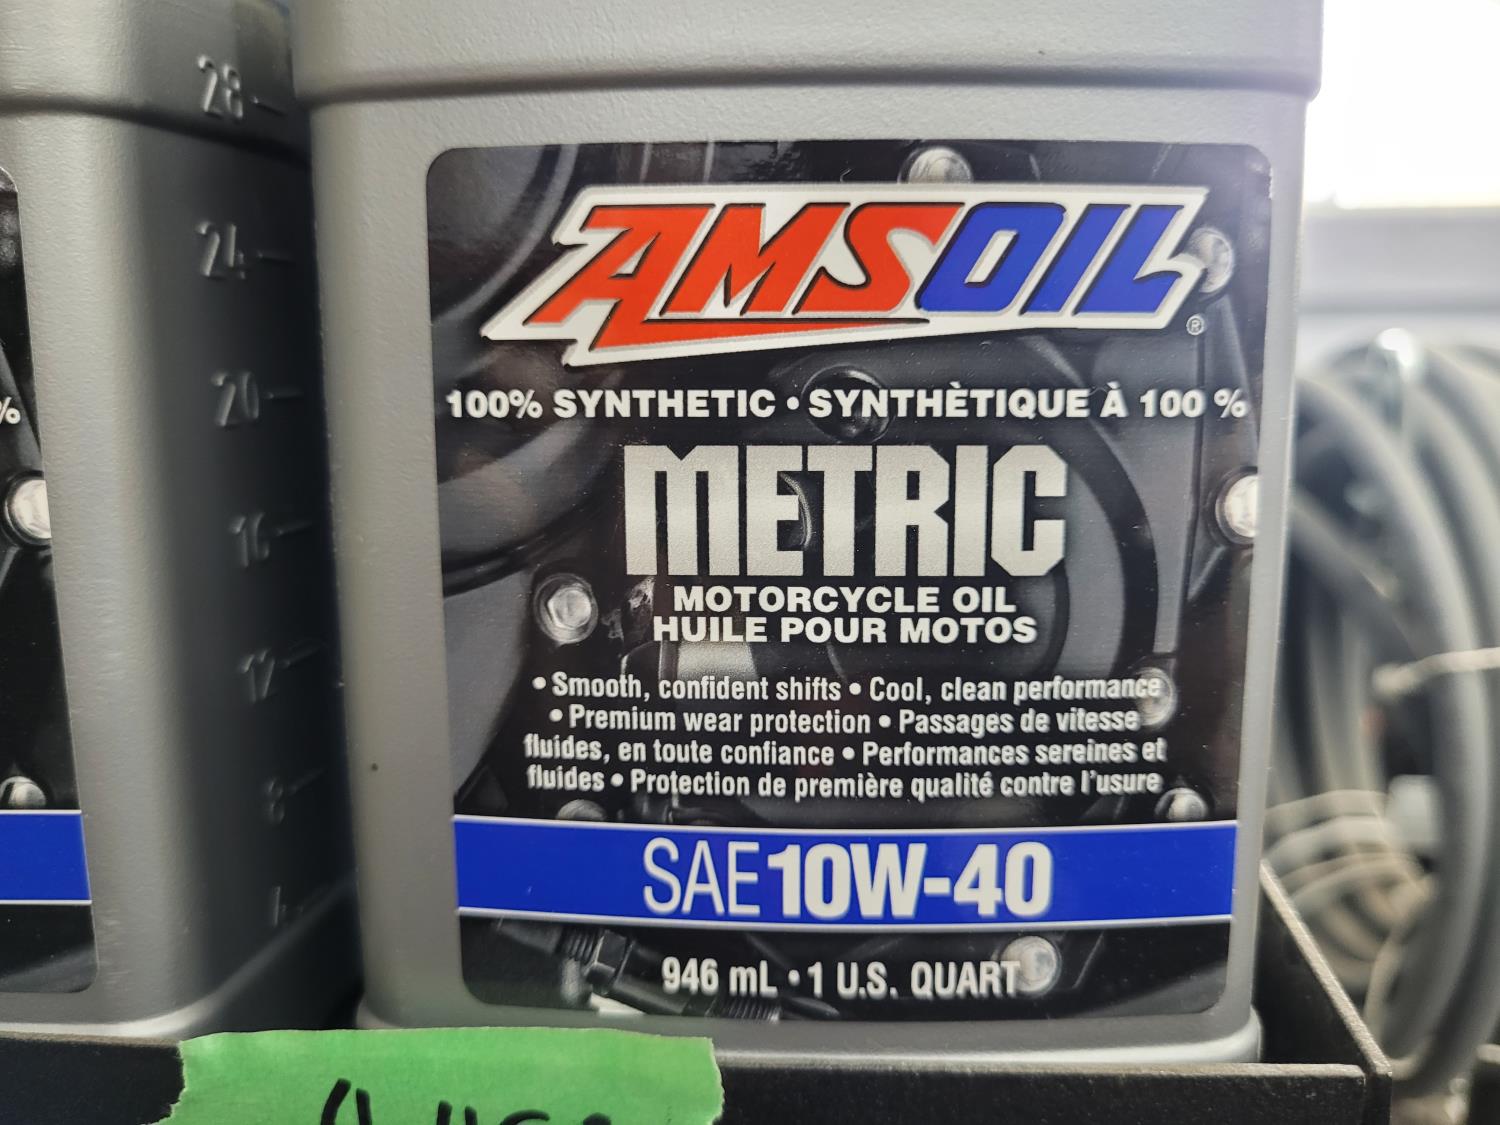 28
24
20
16
12
8
4
%
AMSOIL®
100% SYNTHETIC • SYNTHÈTIQUE À 100 %
METRIC
MOTORCYCLE OIL
HUILE POUR MOTOS
• Smooth, confident shifts • Cool, clean performance
• Premium wear protection • Passages de vitesse
fluides, en toute confiance • Performances sereines et
fluides • Protection de première qualité contre l'usure
SAE 10W-40
946 mL • 1 U.S. QUART